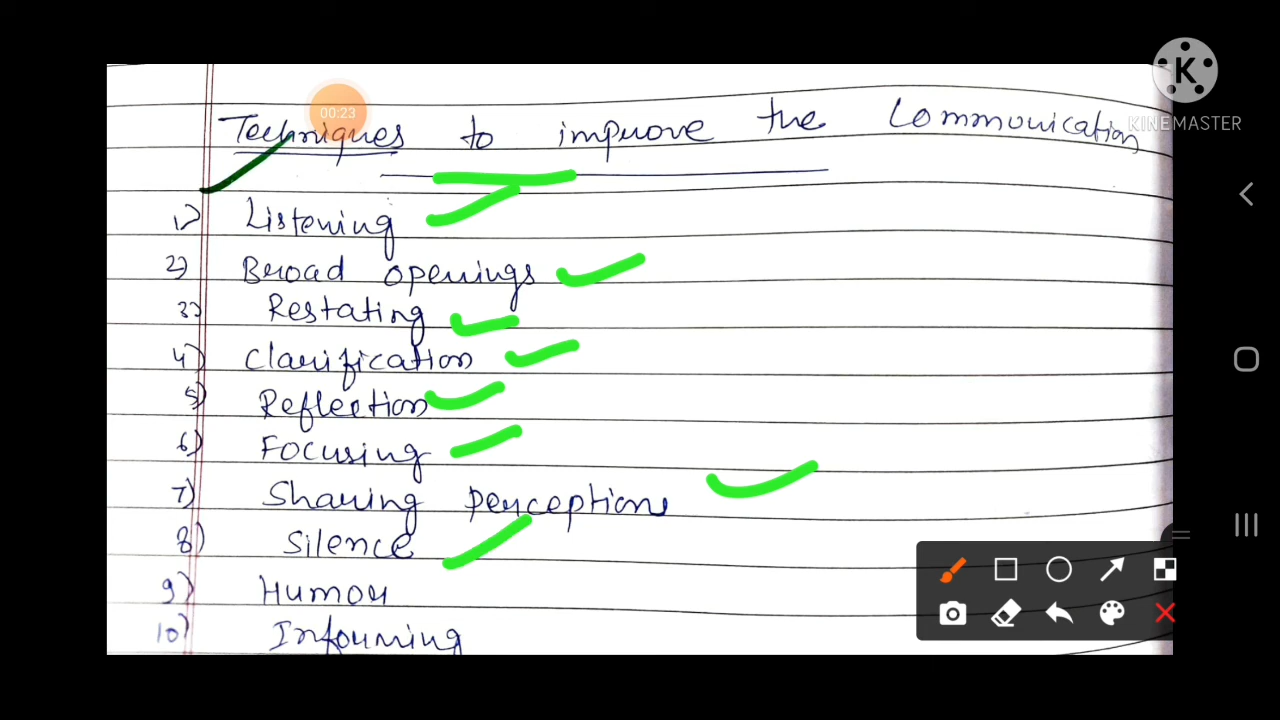 00:23
K
KINEMASTER
Techniques to improve the Communication
1) Listening
2) Broad openings
3) Restating
4) Clarification
5) Reflection
6) Focusing
7) Sharing perceptions
8) Silence
9) Humor
10) Informing